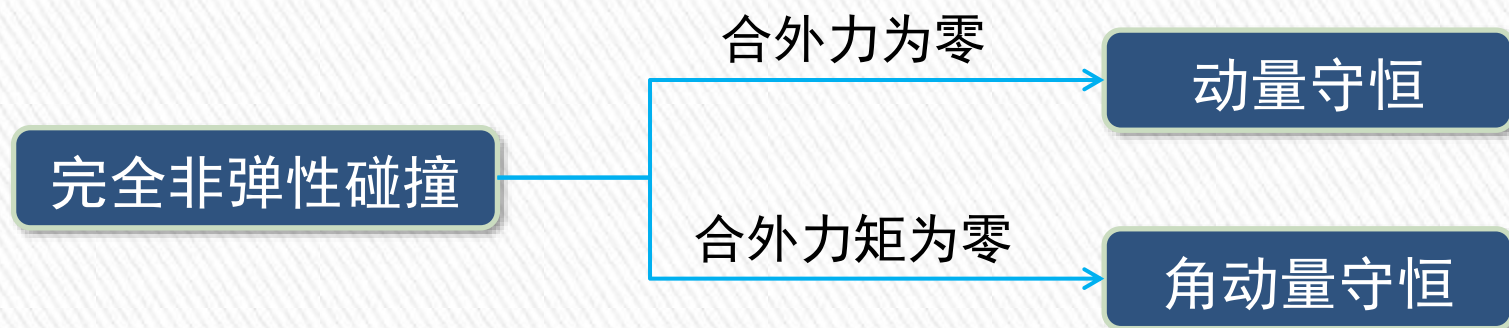 合外力为零
动量守恒
完全非弹性碰撞
合外力矩为零
角动量守恒